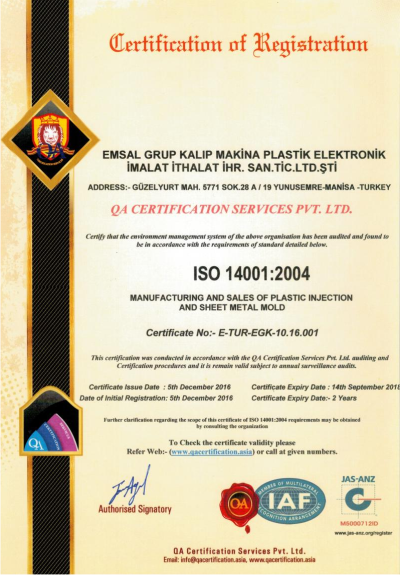 Certification of Registration
EMSAL GRUP KALIP MAKİNA PLASTİK ELEKTRONİK
İMALAT İTHALAT İHR. SAN.TİC.LTD.ŞTİ
ADDRESS:- GÜZELYURT MAH. 5771 SOK.28 A / 19 YUNUSEMRE-MANİSA -TURKEY
QA CERTIFICATION SERVICES PVT. LTD.
Certify that the environment management system of the above organisation has been audited and found to
be in accordance with the requirements of standard detailed below.
ISO 14001:2004
MANUFACTURING AND SALES OF PLASTIC INJECTION
AND SHEET METAL MOLD
Certificate No:- E-TUR-EGK-10.16.001
This certification was conducted in accordance with the QA Certification Services Pvt. Ltd. auditing and
Certification procedures and it is remain valid subject to annual surveillance audits.
Certificate Issue Date : 5th December 2016 Certificate Expiry Date : 14th September 2018
Date of Initial Registration: 5th December 2016 Certificate Expiry Date:- 2 Years
Further clarification regarding the scope of this certificate of ISO 14001:2004 requirements may be obtained
by consulting the organization
To Check the certificate validity please
Refer Web:- (www.qacertification.asia) or call at given numbers.
QA
Authorised Signatory
QA
MEMBER OF MULTILATERAL
IAF
RECOGNITION ARRANGEMENT
JAS-ANZ
M5000712ID
www.jas-anz.org/register
QA Certification Services Pvt. Ltd.
Email: info@qacertification.asia, www.qacertification.asia